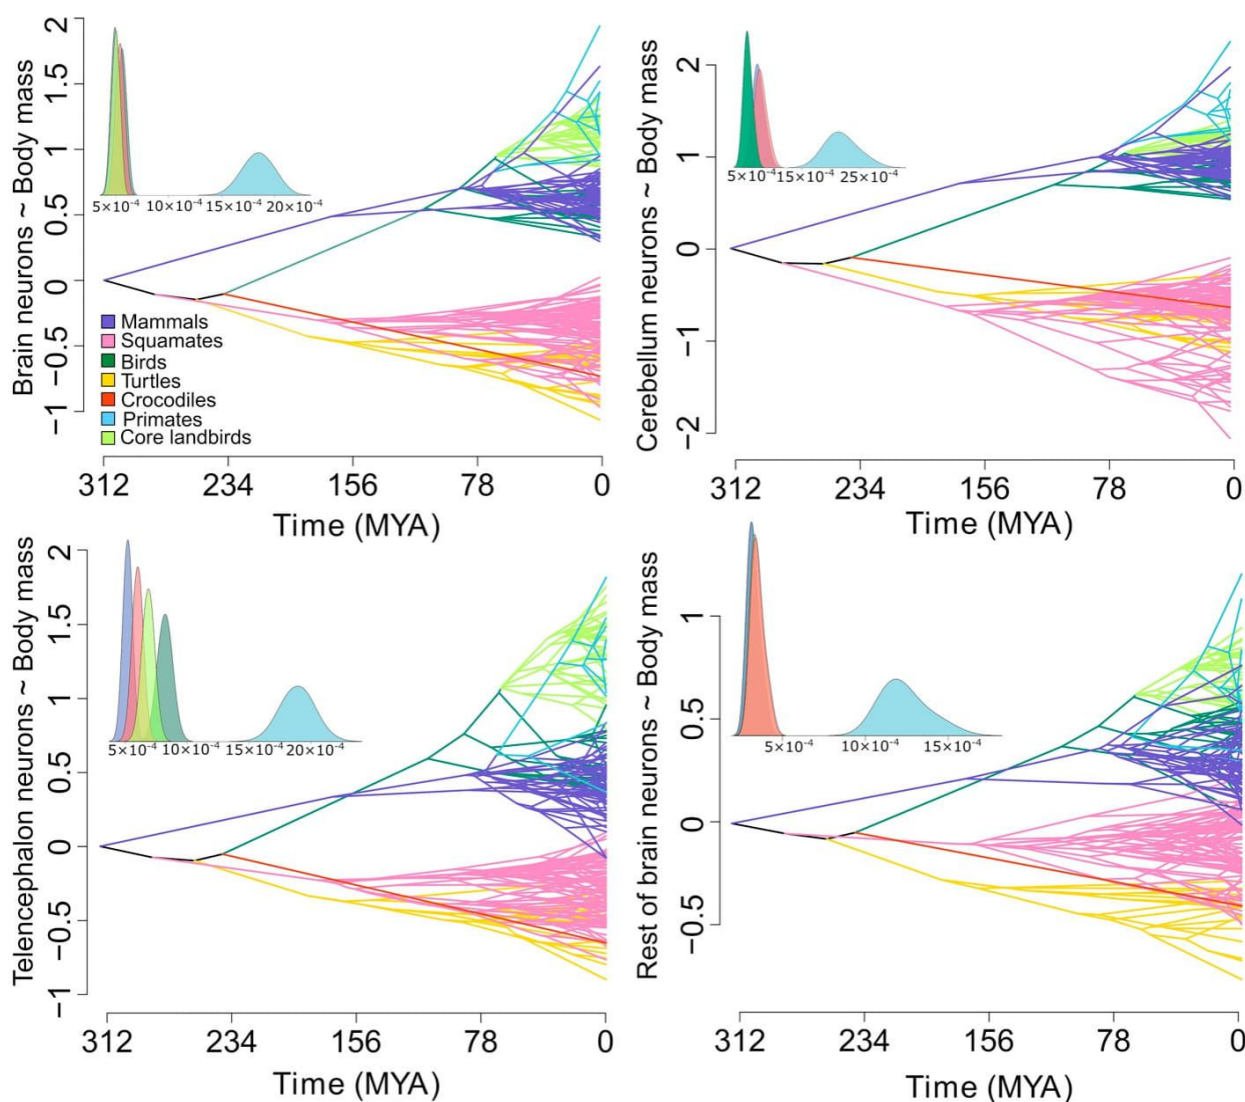 Brain neurons ~ Body mass
2
1.5
1
0.5
0
−0.5
−1
5×10⁻⁴ 10×10⁻⁴ 15×10⁻⁴ 20×10⁻⁴
Mammals
Squamates
Birds
Turtles
Crocodiles
Primates
Core landbirds
312 234 156 78 0
Time (MYA)
Cerebellum neurons ~ Body mass
2
1
0
−1
−2
5×10⁻⁴ 15×10⁻⁴ 25×10⁻⁴
312 234 156 78 0
Time (MYA)
Telencephalon neurons ~ Body mass
2
1.5
1
0.5
0
−0.5
−1
5×10⁻⁴ 10×10⁻⁴ 15×10⁻⁴ 20×10⁻⁴
312 234 156 78 0
Time (MYA)
Rest of brain neurons ~ Body mass
1
0.5
0
−0.5
5×10⁻⁴ 10×10⁻⁴ 15×10⁻⁴
312 234 156 78 0
Time (MYA)